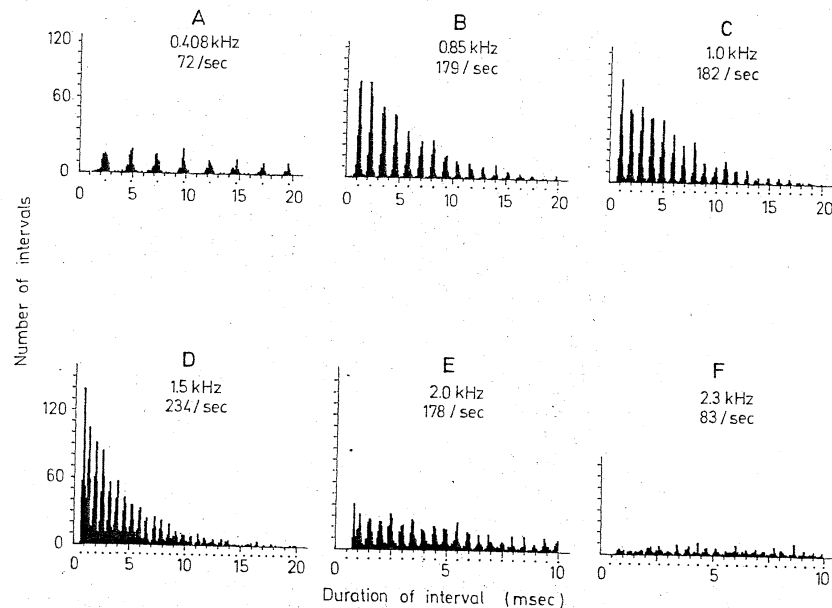 A
0.408 kHz
72/sec
B
0.85 kHz
179/sec
C
1.0 kHz
182/sec
120
60
0
0 5 10 15 20
0 5 10 15 20
0 5 10 15 20
Number of intervals
D
1.5 kHz
234/sec
E
2.0 kHz
178/sec
F
2.3 kHz
83/sec
120
60
0
0 5 10 15 20
0 5 10
0 5 10
Duration of interval (msec)